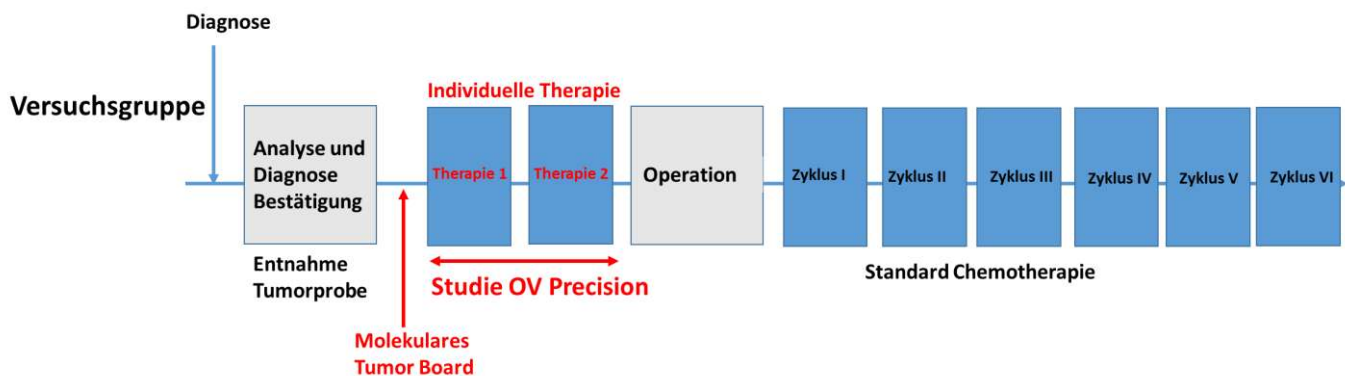 Diagnose
Versuchsgruppe
Individuelle Therapie
Analyse und
Diagnose
Bestätigung
Therapie 1
Therapie 2
Operation
Zyklus I
Zyklus II
Zyklus III
Zyklus IV
Zyklus V
Zyklus VI
Entnahme
Tumorprobe
Studie OV Precision
Standard Chemotherapie
Molekulares
Tumor Board